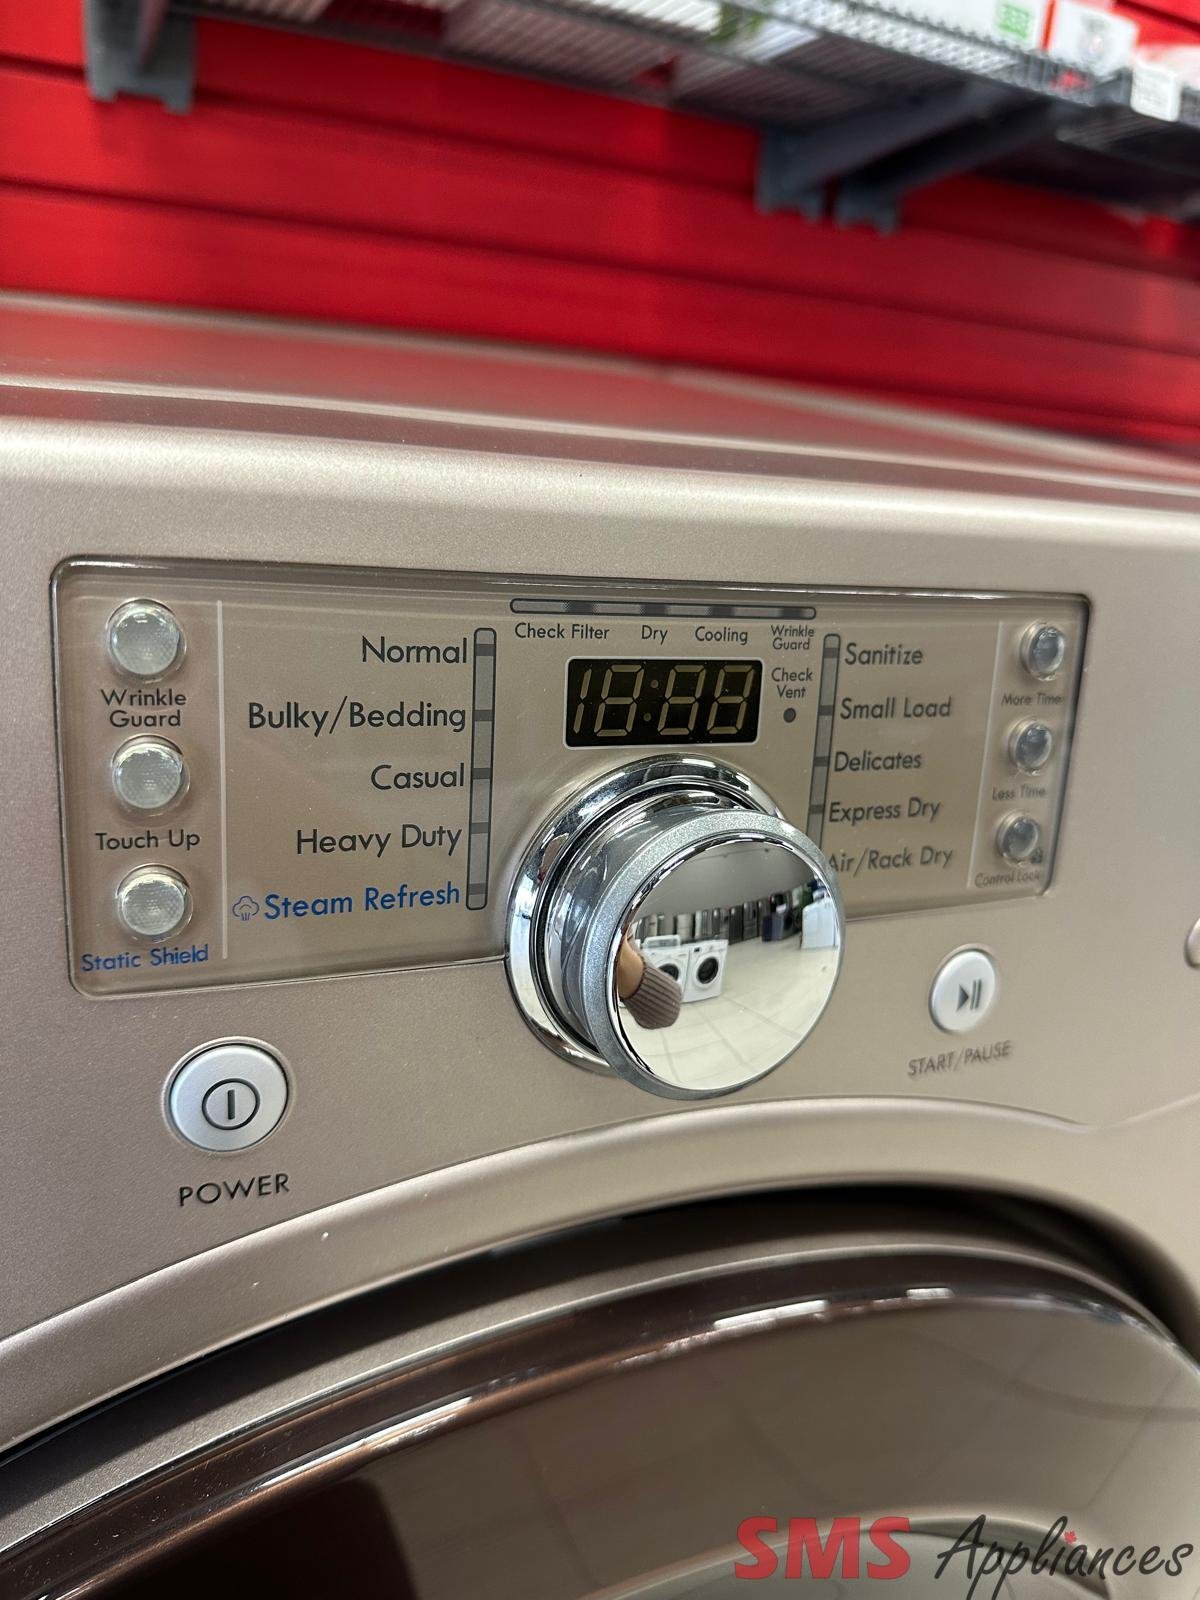 Wrinkle
Guard
Touch Up
Static Shield
Normal
Bulky/Bedding
Casual
Heavy Duty
Steam Refresh
Check Filter Dry Cooling Wrinkle
Guard
18:88
Check
Vent
Sanitize
Small Load
Delicates
Express Dry
Air/Rack Dry
More Time
Less Time
Control Lock
POWER
START/PAUSE
SMS Appliances